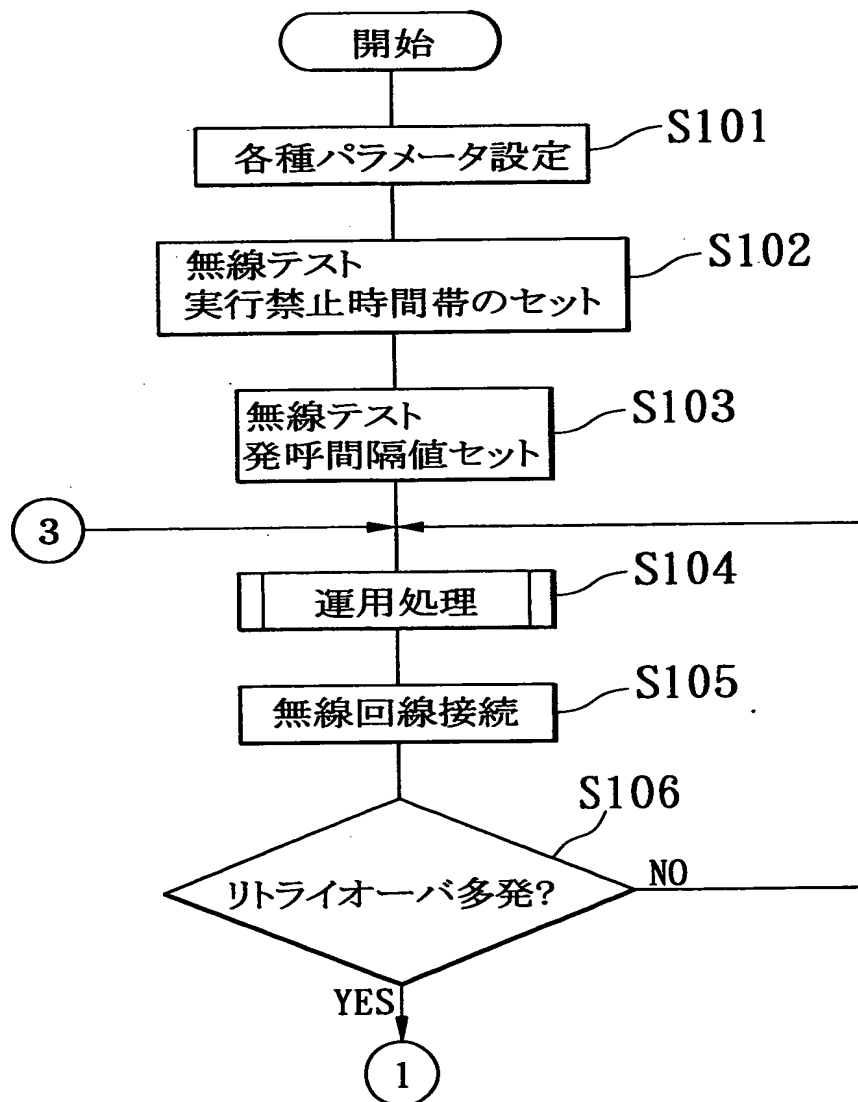 開始
各種パラメータ設定
S101
無線テスト
実行禁止時間帯のセット
S102
無線テスト
発呼間隔値セット
S103
3
運用処理
S104
無線回線接続
S105
S106
リトライオーバ多発?
NO
YES
1